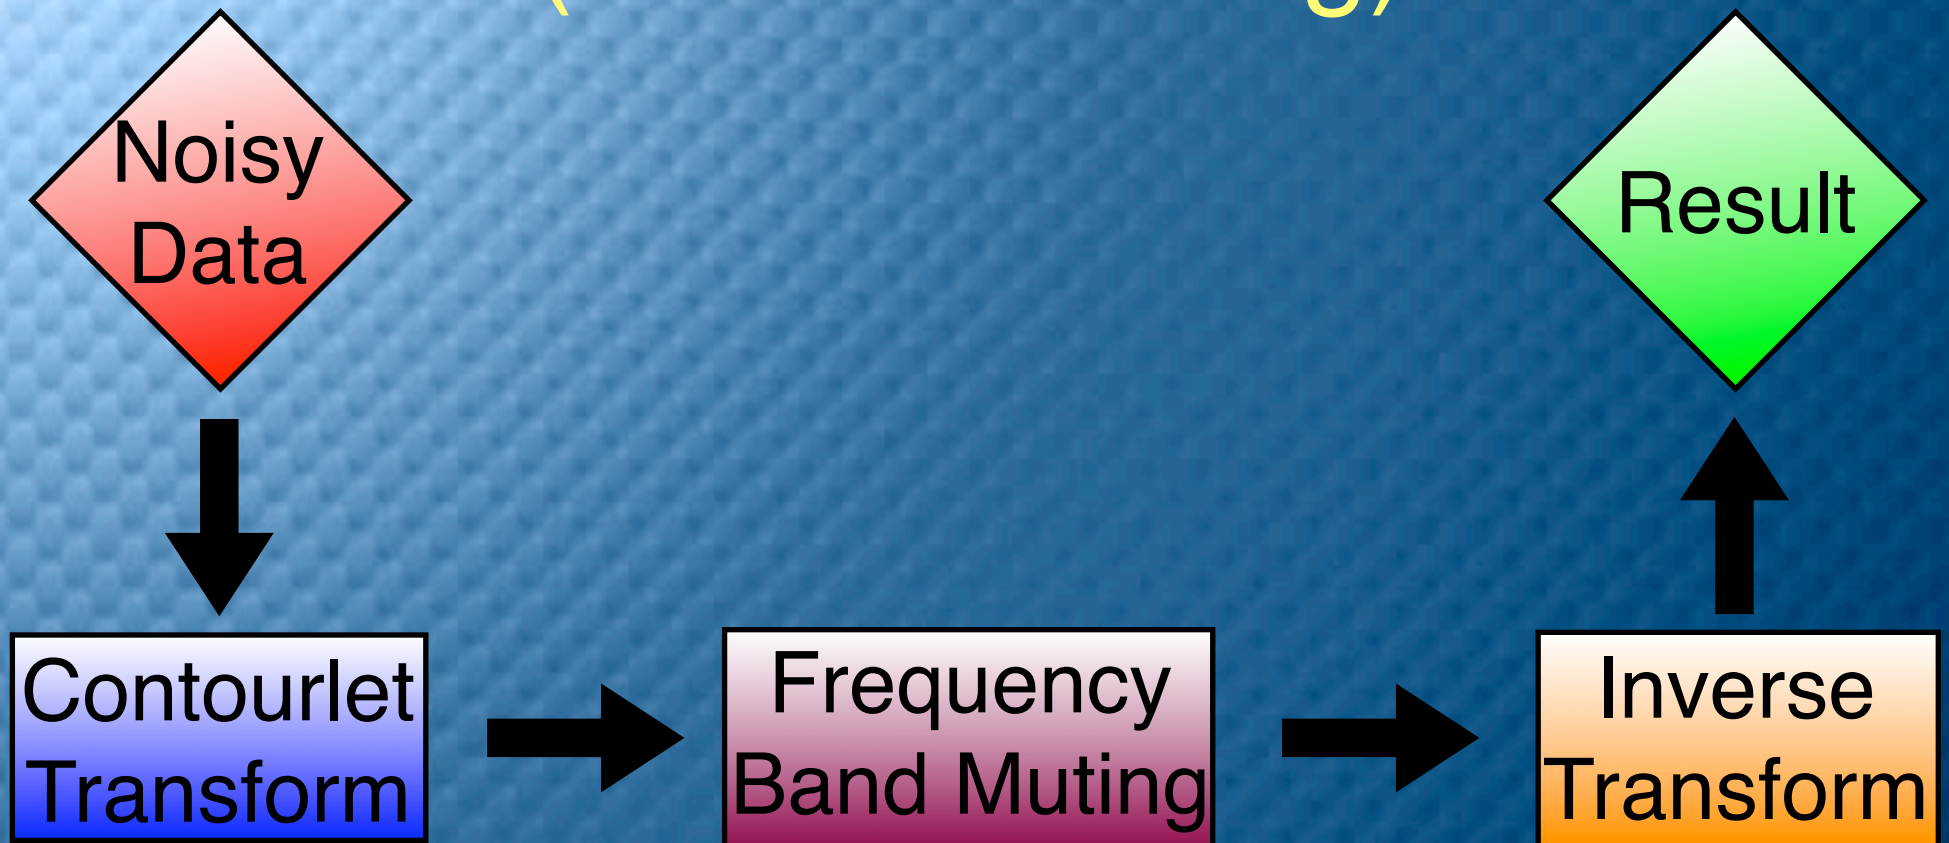 Noisy
Data
Contourlet
Transform
Frequency
Band Muting
Inverse
Transform
Result